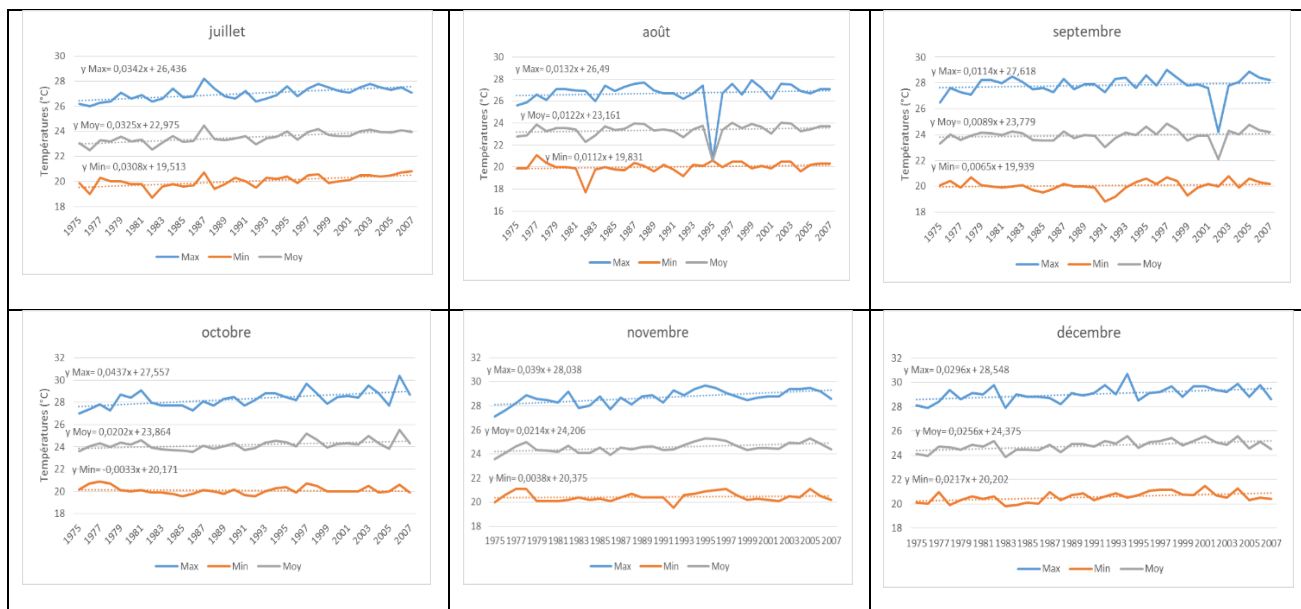 juillet
y Max= 0,0342x + 26,436
y Moy= 0,0325x + 22,975
y Min= 0,0308x + 19,513
Températures (°C)
30
28
26
24
22
20
18
1975
1977
1979
1981
1983
1985
1987
1989
1991
1993
1995
1997
1999
2001
2003
2005
2007
Max
Min
Moy
août
y Max= 0,0132x + 26,49
y Moy= 0,0122x + 23,161
y Min= 0,0112x + 19,831
30
28
26
24
22
20
18
16
1975
1977
1979
1981
1983
1985
1987
1989
1991
1993
1995
1997
1999
2001
2003
2005
2007
Max
Min
Moy
septembre
y Max= 0,0114x + 27,618
y Moy= 0,0089x + 23,779
y Min= 0,0065x + 19,939
30
28
26
24
22
20
18
1975
1977
1979
1981
1983
1985
1987
1989
1991
1993
1995
1997
1999
2001
2003
2005
2007
Max
Min
Moy
octobre
y Max= 0,0437x + 27,557
y Moy= 0,0202x + 23,864
y Min= -0,0033x + 20,171
Températures (°C)
32
30
28
26
24
22
20
18
1975
1977
1979
1981
1983
1985
1987
1989
1991
1993
1995
1997
1999
2001
2003
2005
2007
Max
Min
Moy
novembre
y Max= 0,039x + 28,038
y Moy= 0,0214x + 24,206
y Min= 0,0038x + 20,375
32
30
28
26
24
22
20
18
1975 1977 1979 1981 1983 1985 1987 1989 1991 1993 1995 1997 1999 2001 2003 2005 2007
Max
Min
Moy
décembre
y Max= 0,0296x + 28,548
y Moy= 0,0256x + 24,375
y Min= 0,0217x + 20,202
32
30
28
26
24
22
20
18
1975 1977 1979 1981 1983 1985 1987 1989 1991 1993 1995 1997 1999 2001 2003 2005 2007
Max
Min
Moy